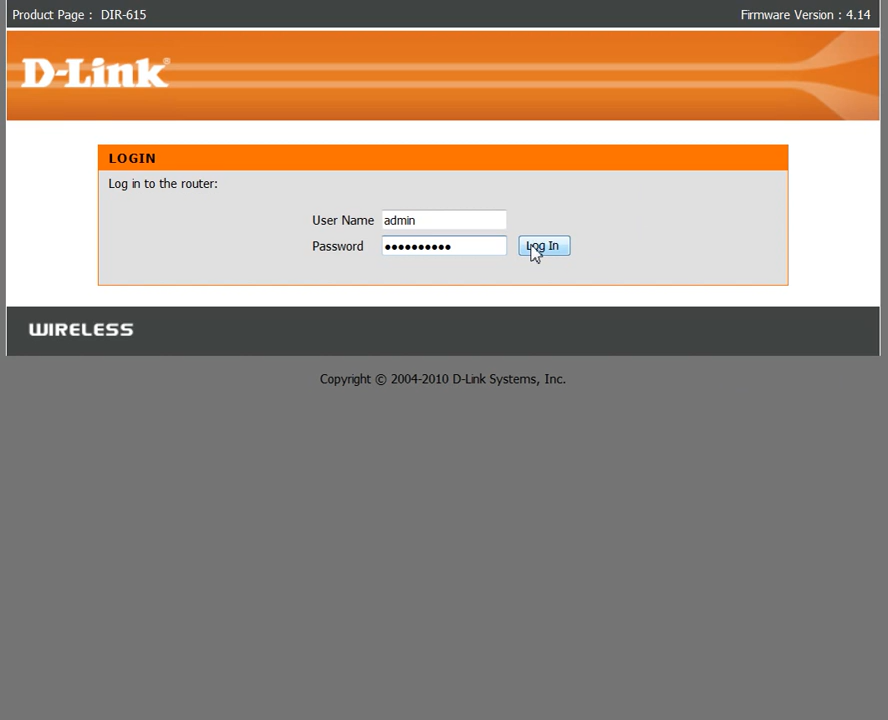 Product Page : DIR-615
Firmware Version : 4.14
D-Link®
LOGIN
Log in to the router:
User Name admin
Password ●●●●●●●●●●
Log In
WIRELESS
Copyright © 2004-2010 D-Link Systems, Inc.